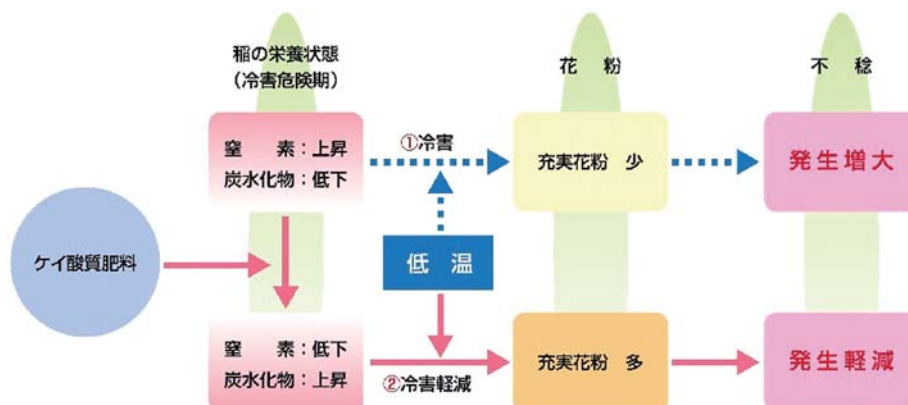 稲の栄養状態
(冷害危険期)
花 粉
不 稔
窒 素：上昇
炭水化物：低下
①冷害
充実花粉 少
発生増大
ケイ酸質肥料
低 温
窒 素：低下
炭水化物：上昇
②冷害軽減
充実花粉 多
発生軽減